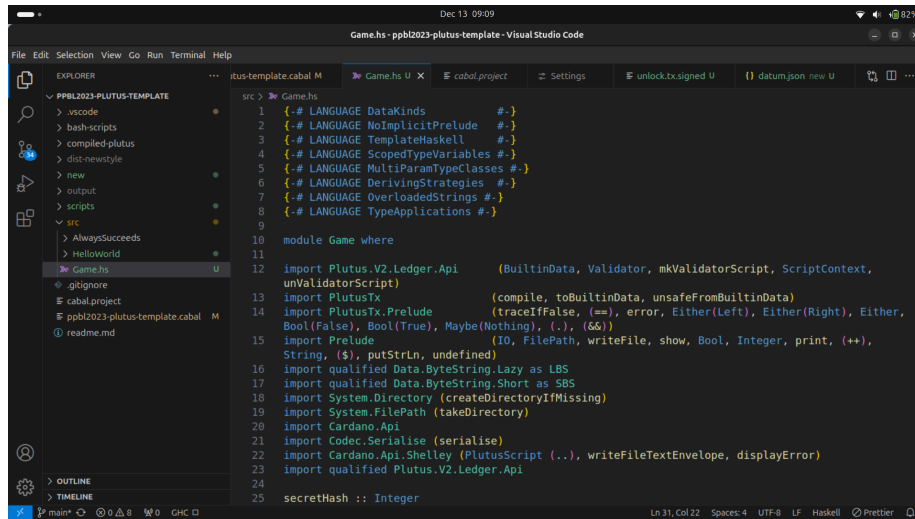 Dec 13 09:09
82%
Game.hs - ppbl2023-plutus-template - Visual Studio Code
File Edit Selection View Go Run Terminal Help
EXPLORER
itus-template.cabal M
Game.hs U
cabal.project
Settings
unlock.tx.signed U
{} datum.json new U
PPBL2023-PLUTUS-TEMPLATE
.vscode
bash-scripts
compiled-plutus
dist-newstyle
new
output
scripts
src
AlwaysSucceeds
HelloWorld
Game.hs U
.gitignore
cabal.project
ppbl2023-plutus-template.cabal M
readme.md
34
OUTLINE
TIMELINE
src > Game.hs
1 {-# LANGUAGE DataKinds #-}
2 {-# LANGUAGE NoImplicitPrelude #-}
3 {-# LANGUAGE TemplateHaskell #-}
4 {-# LANGUAGE ScopedTypeVariables #-}
5 {-# LANGUAGE MultiParamTypeClasses #-}
6 {-# LANGUAGE DerivingStrategies #-}
7 {-# LANGUAGE OverloadedStrings #-}
8 {-# LANGUAGE TypeApplications #-}
9
10 module Game where
11
12 import Plutus.V2.Ledger.Api (BuiltinData, Validator, mkValidatorScript, ScriptContext,
unValidatorScript)
13 import PlutusTx (compile, toBuiltinData, unsafeFromBuiltinData)
14 import PlutusTx.Prelude (traceIfFalse, (==), error, Either(Left), Either(Right), Either,
Bool(False), Bool(True), Maybe(Nothing), (.), (&&))
15 import Prelude (IO, FilePath, writeFile, show, Bool, Integer, print, (++),
String, ($), putStrLn, undefined)
16 import qualified Data.ByteString.Lazy as LBS
17 import qualified Data.ByteString.Short as SBS
18 import System.Directory (createDirectoryIfMissing)
19 import System.FilePath (takeDirectory)
20 import Cardano.Api
21 import Codec.Serialise (serialise)
22 import Cardano.Api.Shelley (PlutusScript (..), writeFileTextEnvelope, displayError)
23 import qualified Plutus.V2.Ledger.Api
24
25 secretHash :: Integer
main* 0 8 0 GHC Ln 31, Col 22 Spaces: 4 UTF-8 LF Haskell Prettier